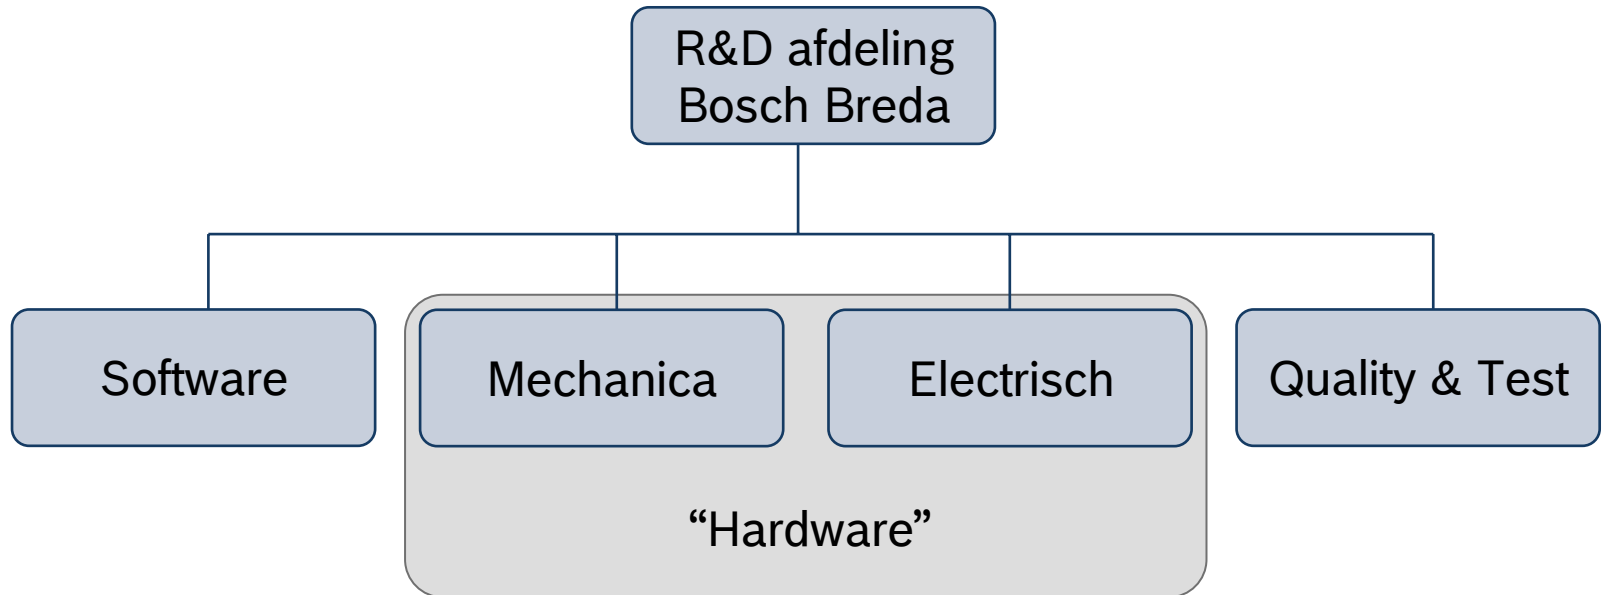 R&D afdeling
Bosch Breda
Software
Mechanica
Electrisch
Quality & Test
“Hardware”